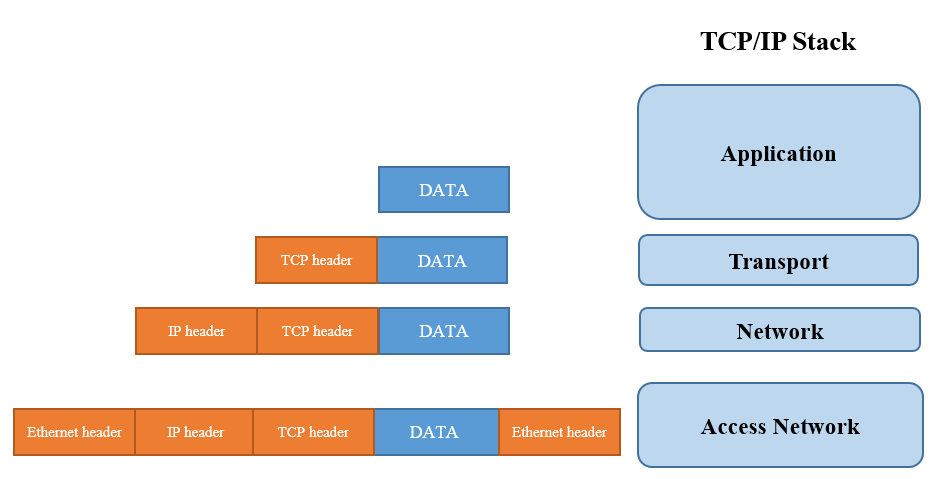 TCP/IP Stack
Application
DATA
TCP header DATA
Transport
IP header TCP header DATA
Network
Ethernet header IP header TCP header DATA Ethernet header
Access Network